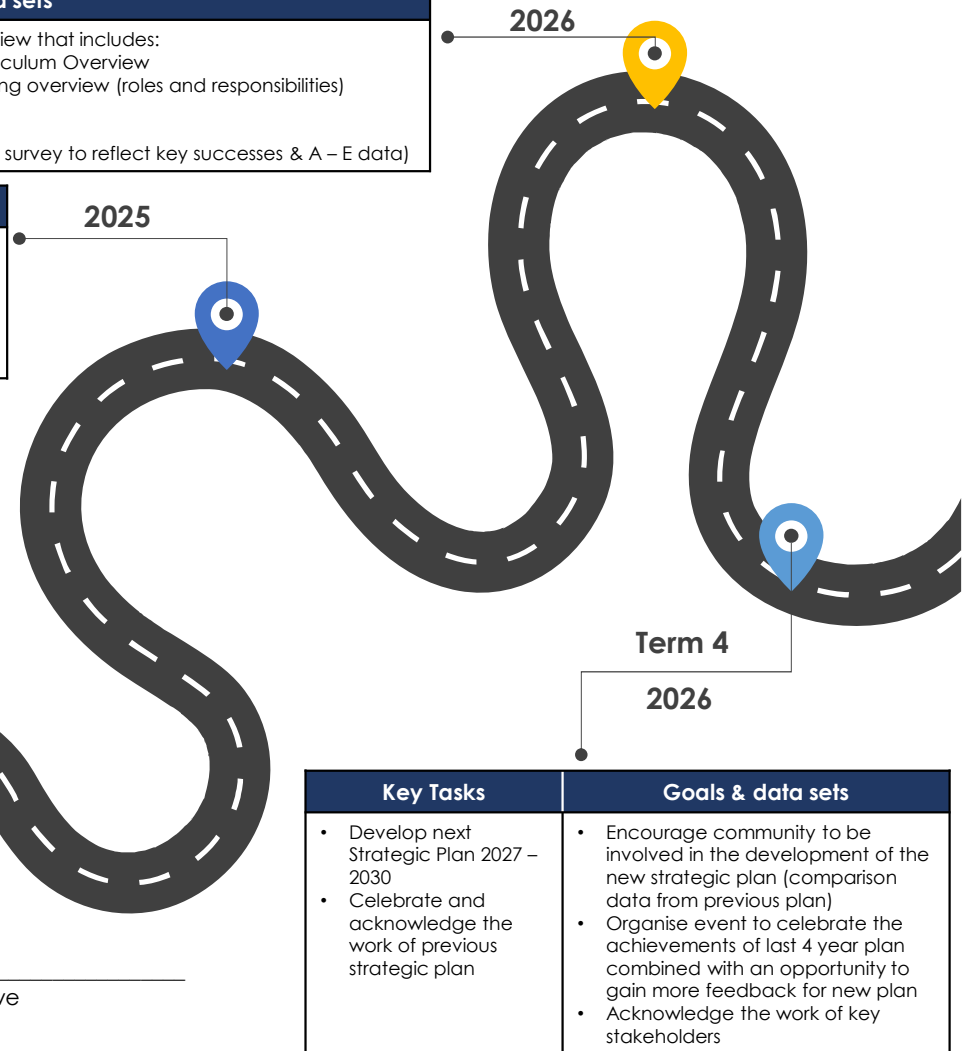 sets
2026
that includes:
Overview
overview (roles and responsibilities)
survey to reflect key successes & A – E data)
2025
Term 4
2026
Key Tasks
• Develop next
Strategic Plan 2027 –
2030
• Celebrate and
acknowledge the
work of previous
strategic plan
Goals & data sets
• Encourage community to be
involved in the development of the
new strategic plan (comparison
data from previous plan)
• Organise event to celebrate the
achievements of last 4 year plan
combined with an opportunity to
gain more feedback for new plan
• Acknowledge the work of key
stakeholders